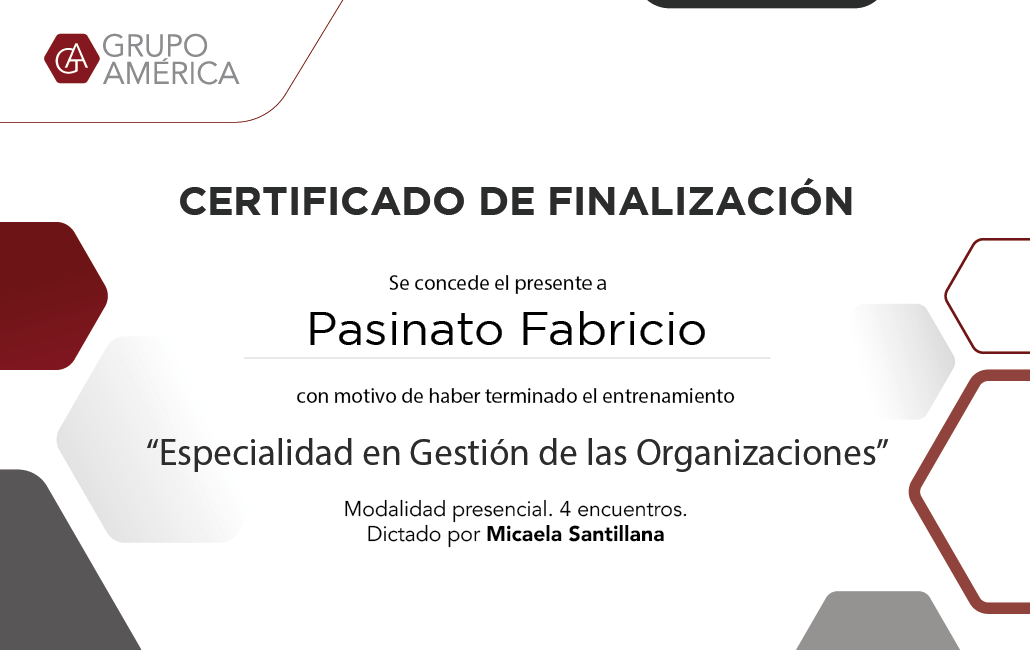 GRUPO
AMÉRICA
CERTIFICADO DE FINALIZACIÓN
Se concede el presente a
Pasinato Fabricio
con motivo de haber terminado el entrenamiento
“Especialidad en Gestión de las Organizaciones”
Modalidad presencial. 4 encuentros.
Dictado por Micaela Santillana